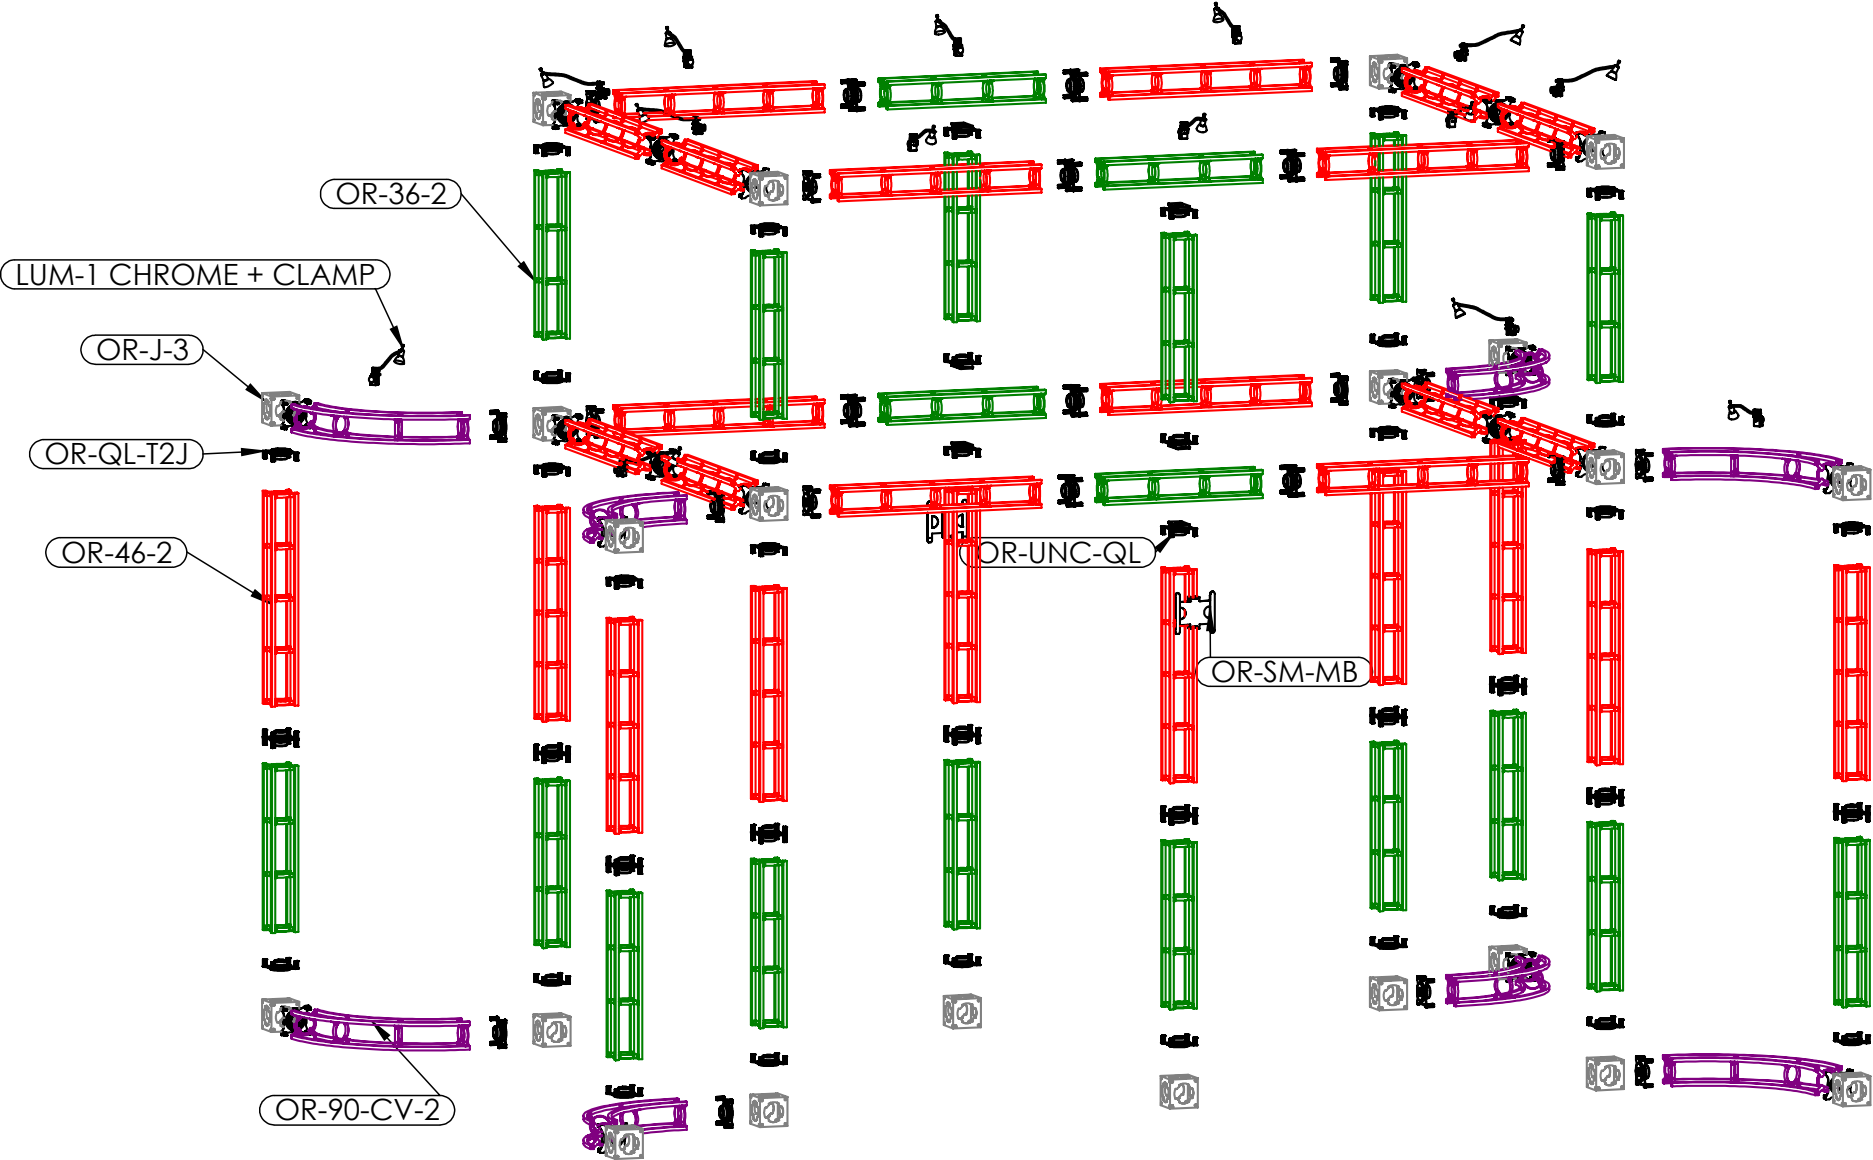 OR-36-2
LUM-1 CHROME + CLAMP
OR-J-3
OR-QL-T2J
OR-46-2
OR-UNC-QL
OR-SM-MB
OR-90-CV-2